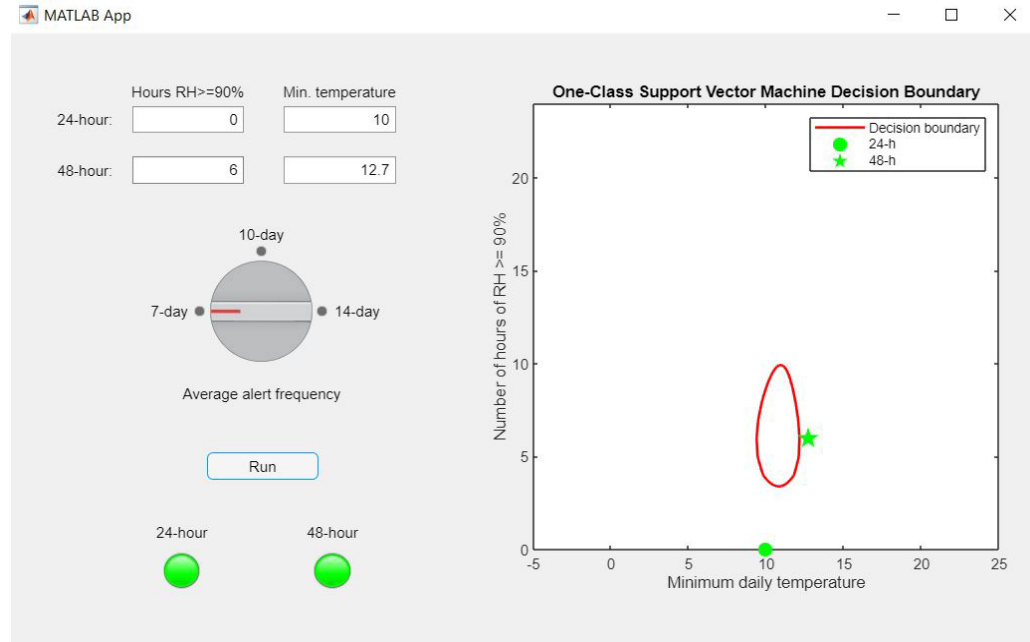 MATLAB App
Hours RH>=90% Min. temperature
24-hour: 0 10
48-hour: 6 12.7
10-day
7-day 14-day
Average alert frequency
Run
24-hour 48-hour
One-Class Support Vector Machine Decision Boundary
Decision boundary
24-h
48-h
Number of hours of RH >= 90%
20
15
10
5
0
-5 0 5 10 15 20 25
Minimum daily temperature